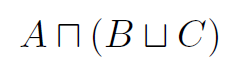 A ⊓ (B ⊔ C)